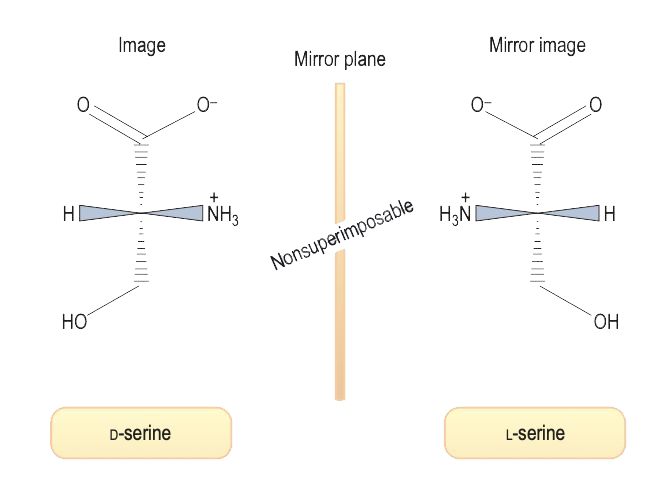 Image
Mirror plane
Mirror image
O
O⁻
H
+
NH₃
HO
D-serine
Nonsuperimposable
O⁻
O
+
H₃N
H
OH
L-serine